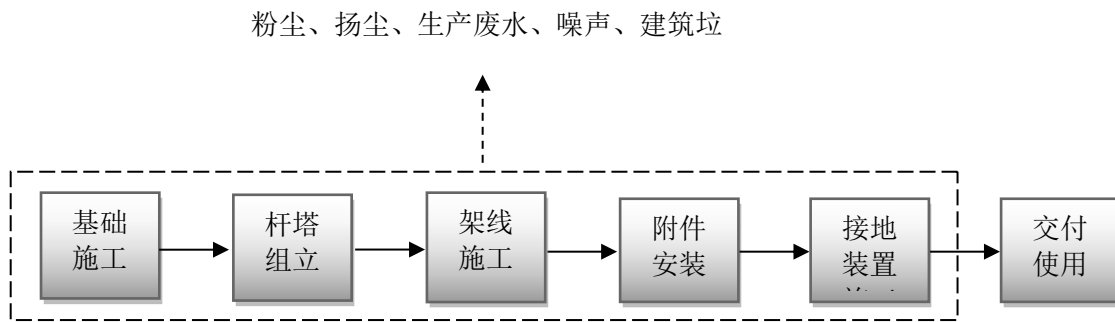 粉尘、扬尘、生产废水、噪声、建筑垃
基础
施工
杆塔
组立
架线
施工
附件
安装
接地
装置
交付
使用